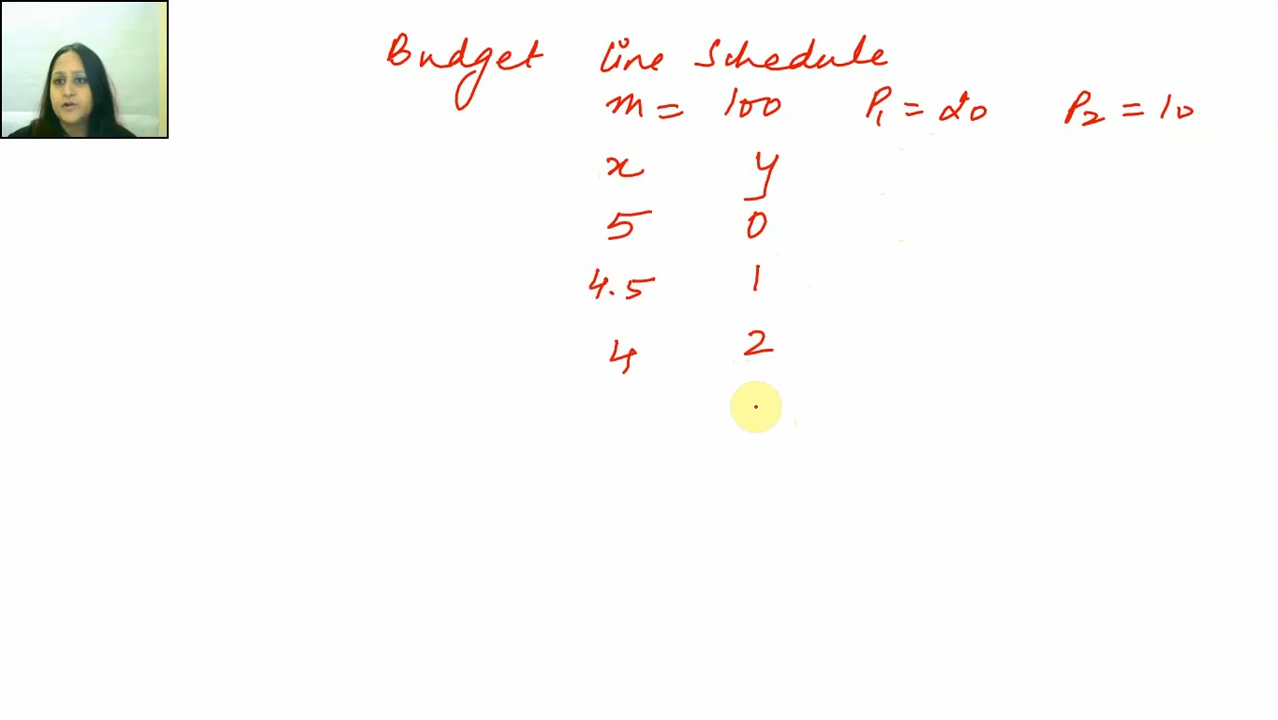 Budget line Schedule
m = 100 P₁ = 20 P₂ = 10
x y
5 0
4.5 1
4 2